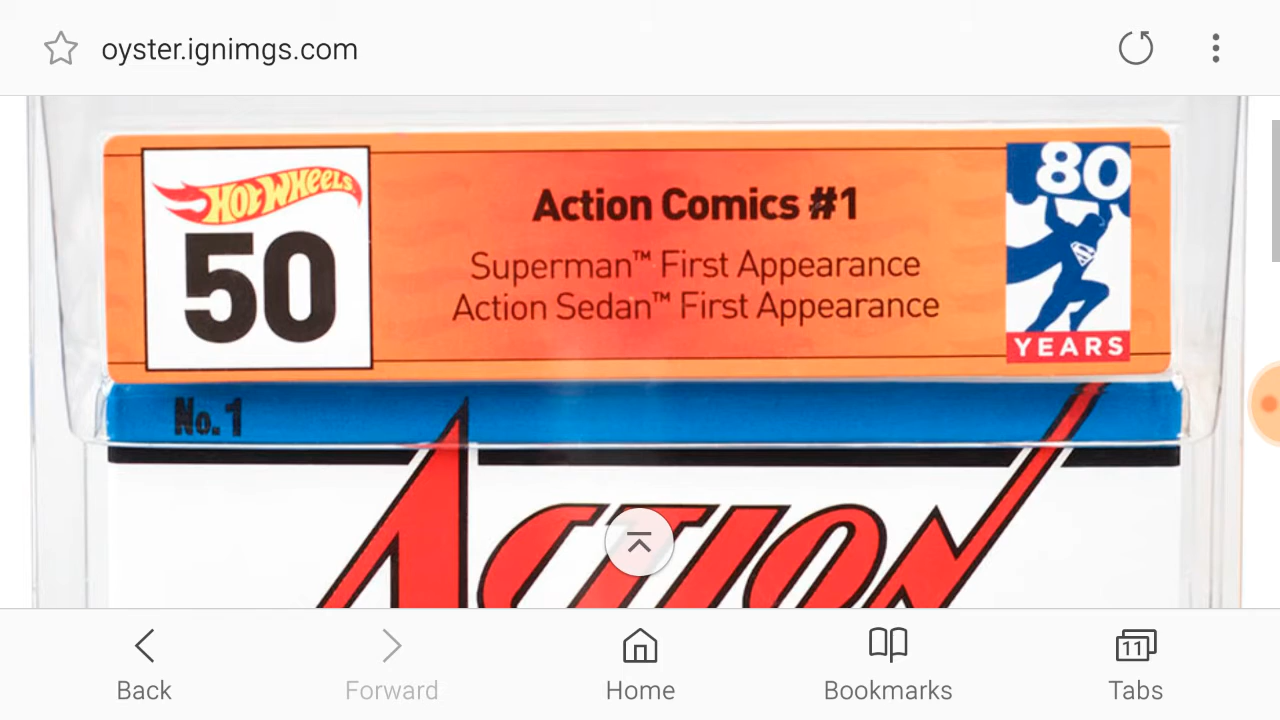 oyster.ignimgs.com
HOT WHEELS
50
Action Comics #1
Superman™ First Appearance
Action Sedan™ First Appearance
80
YEARS
No. 1
ACTION
Back
Forward
Home
Bookmarks
11
Tabs